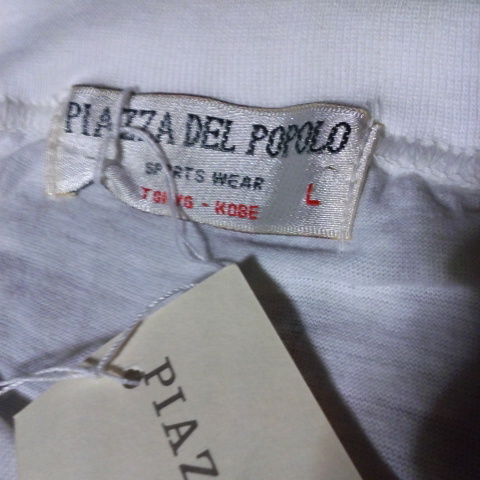 PIAZZA DEL POPOLO
SPORTS WEAR
TOKYO - KOBE
L
PIAZ